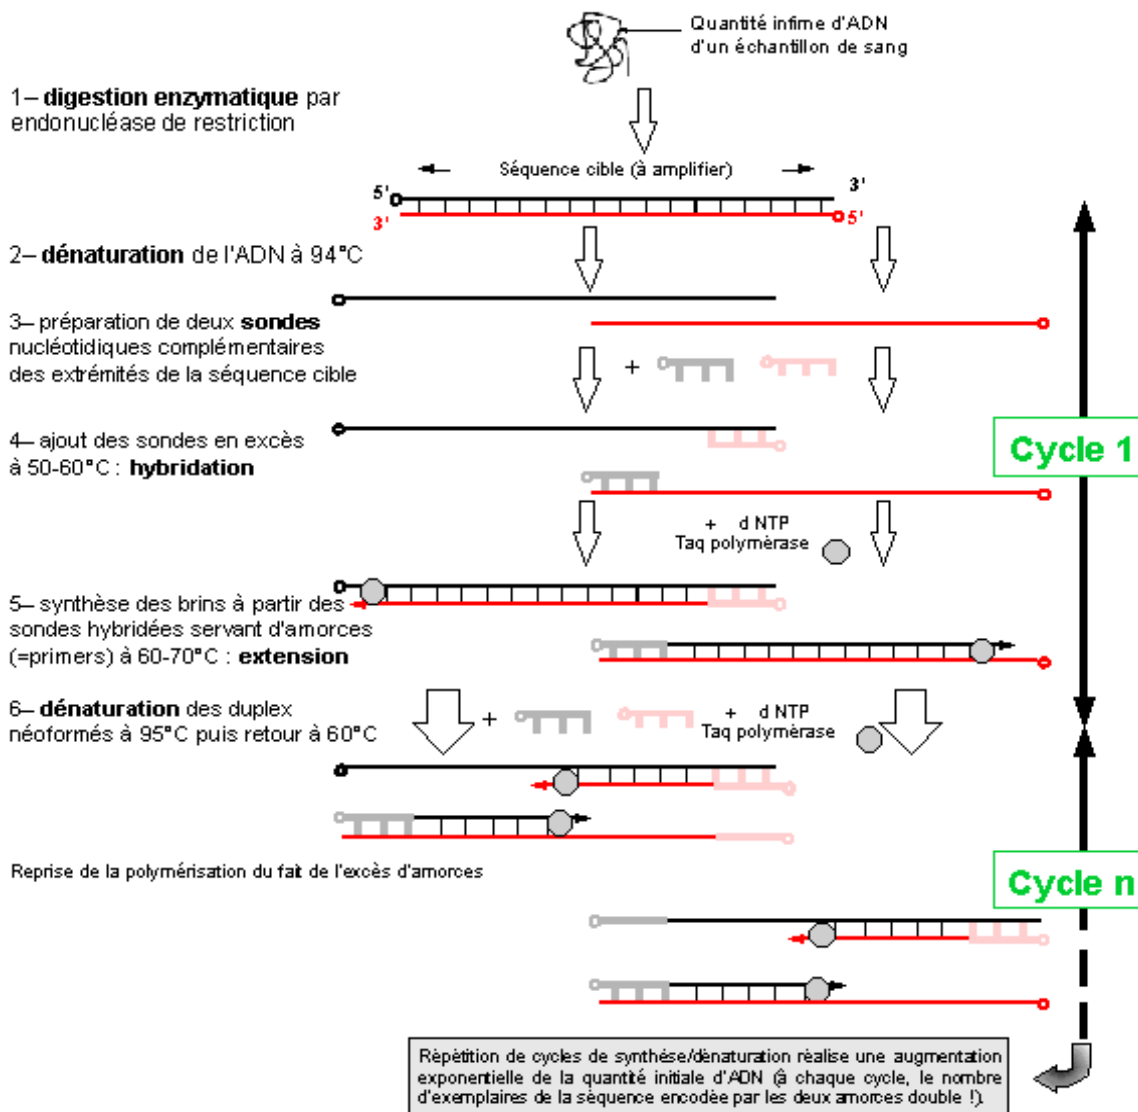 Quantité infime d'ADN
d'un échantillon de sang
1– digestion enzymatique par
endonucléase de restriction
Séquence cible (à amplifier)
5'
3'
3'
5'
2– dénaturation de l'ADN à 94°C
3– préparation de deux sondes
nucléotidiques complémentaires
des extrémités de la séquence cible
+
4– ajout des sondes en excès
à 50-60°C : hybridation
Cycle 1
+ d NTP
Taq polymèrase
5– synthèse des brins à partir des
sondes hybridées servant d'amorces
(=primers) à 60-70°C : extension
6– dénaturation des duplex
néoformés à 95°C puis retour à 60°C
+
+ d NTP
Taq polymèrase
Reprise de la polymérisation du fait de l'excès d'amorces
Cycle n
Répétition de cycles de synthèse/dénaturation réalise une augmentation
exponentielle de la quantité initiale d'ADN (à chaque cycle, le nombre
d'exemplaires de la séquence encodée par les deux amorces double !).